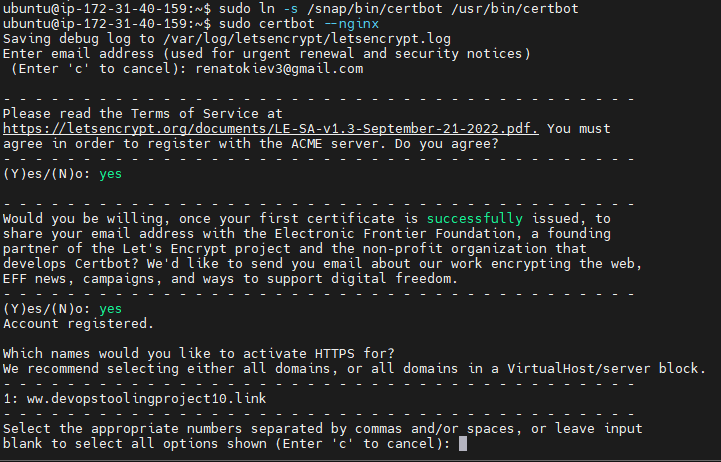 ubuntu@ip-172-31-40-159:~$ sudo ln -s /snap/bin/certbot /usr/bin/certbot
ubuntu@ip-172-31-40-159:~$ sudo certbot --nginx
Saving debug log to /var/log/letsencrypt/letsencrypt.log
Enter email address (used for urgent renewal and security notices)
 (Enter 'c' to cancel): renatokiev3@gmail.com

- - - - - - - - - - - - - - - - - - - - - - - - - - - - - - - - - - - - - - - -
Please read the Terms of Service at
https://letsencrypt.org/documents/LE-SA-v1.3-September-21-2022.pdf. You must
agree in order to register with the ACME server. Do you agree?
- - - - - - - - - - - - - - - - - - - - - - - - - - - - - - - - - - - - - - - -
(Y)es/(N)o: yes

- - - - - - - - - - - - - - - - - - - - - - - - - - - - - - - - - - - - - - - -
Would you be willing, once your first certificate is successfully issued, to
share your email address with the Electronic Frontier Foundation, a founding
partner of the Let's Encrypt project and the non-profit organization that
develops Certbot? We'd like to send you email about our work encrypting the web,
EFF news, campaigns, and ways to support digital freedom.
- - - - - - - - - - - - - - - - - - - - - - - - - - - - - - - - - - - - - - - -
(Y)es/(N)o: yes
Account registered.

Which names would you like to activate HTTPS for?
We recommend selecting either all domains, or all domains in a VirtualHost/server block.
- - - - - - - - - - - - - - - - - - - - - - - - - - - - - - - - - - - - - - - -
1: ww.devopstoolingproject10.link
- - - - - - - - - - - - - - - - - - - - - - - - - - - - - - - - - - - - - - - -
Select the appropriate numbers separated by commas and/or spaces, or leave input
blank to select all options shown (Enter 'c' to cancel):